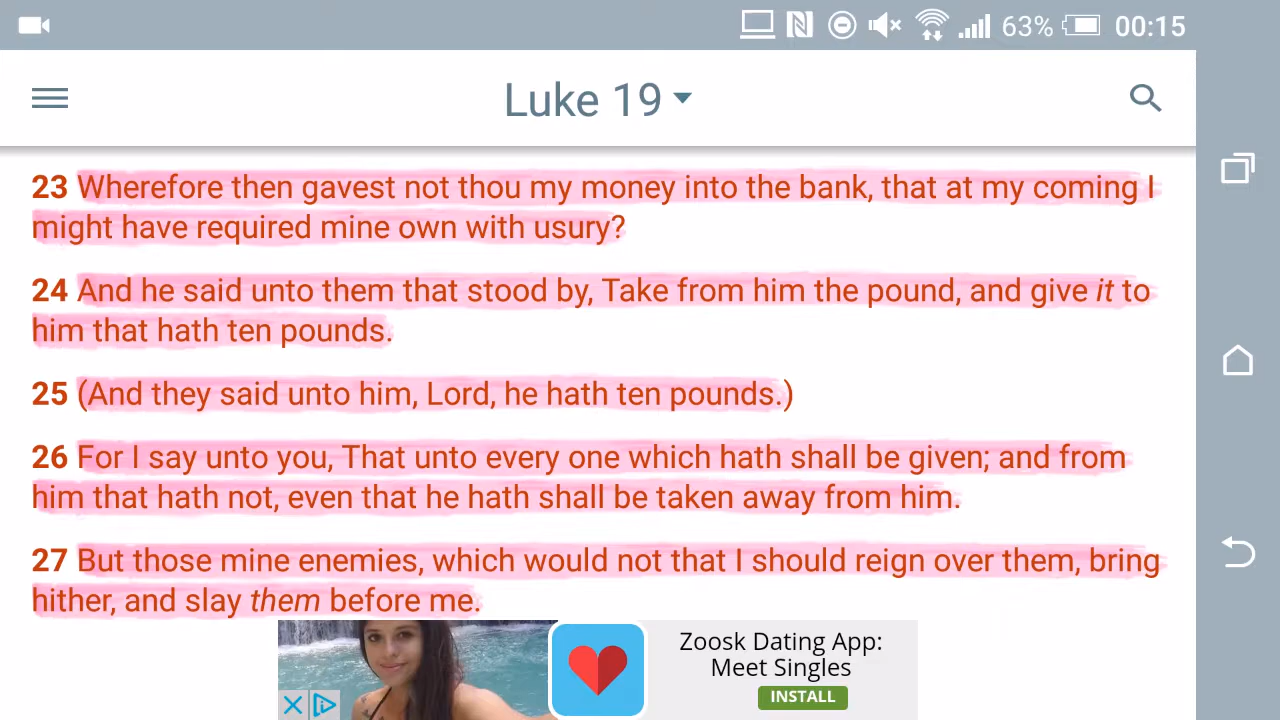 63% 00:15
Luke 19
23 Wherefore then gavest not thou my money into the bank, that at my coming I
might have required mine own with usury?
24 And he said unto them that stood by, Take from him the pound, and give it to
him that hath ten pounds.
25 (And they said unto him, Lord, he hath ten pounds.)
26 For I say unto you, That unto every one which hath shall be given; and from
him that hath not, even that he hath shall be taken away from him.
27 But those mine enemies, which would not that I should reign over them, bring
hither, and slay them before me.
Zoosk Dating App:
Meet Singles
INSTALL